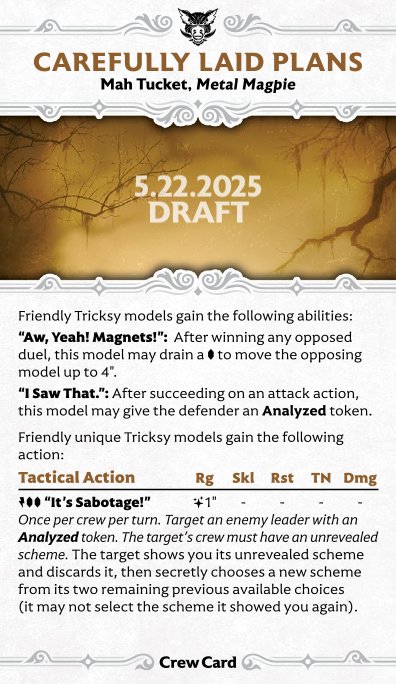 CAREFULLY LAID PLANS
Mah Tucket, Metal Magpie
5.22.2025
DRAFT
Friendly Tricksy models gain the following abilities:
“Aw, Yeah! Magnets!”: After winning any opposed
duel, this model may drain a to move the opposing
model up to 4".
“I Saw That.”: After succeeding on an attack action,
this model may give the defender an Analyzed token.
Friendly unique Tricksy models gain the following
action:
Tactical Action Rg Skl Rst TN Dmg
“It’s Sabotage!” 1" - - - -
Once per crew per turn. Target an enemy leader with an
Analyzed token. The target’s crew must have an unrevealed
scheme. The target shows you its unrevealed scheme
and discards it, then secretly chooses a new scheme
from its two remaining previous available choices
(it may not select the scheme it showed you again).
Crew Card